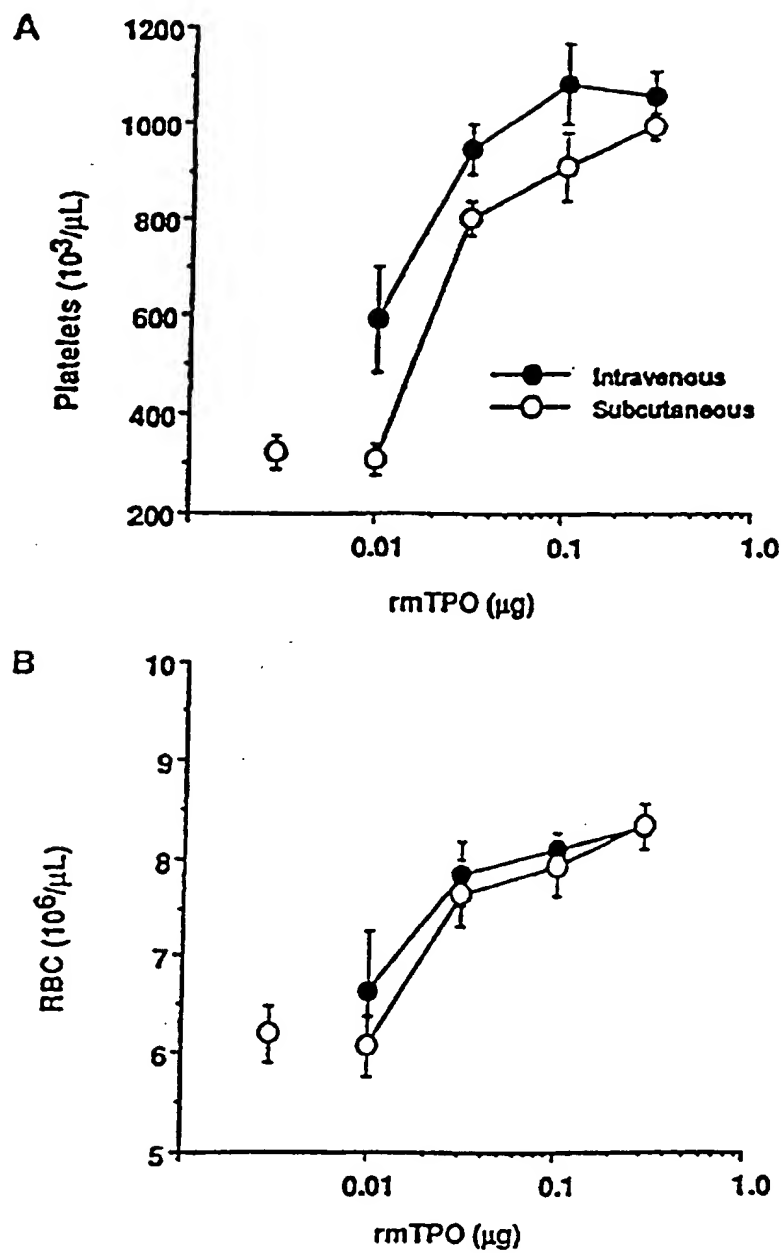 A
1200
1000
800
600
400
200
Platelets (10³/µL)
Intravenous
Subcutaneous
0.01
0.1
1.0
rmTPO (µg)
B
10
9
8
7
6
5
RBC (10⁶/µL)
0.01
0.1
1.0
rmTPO (µg)